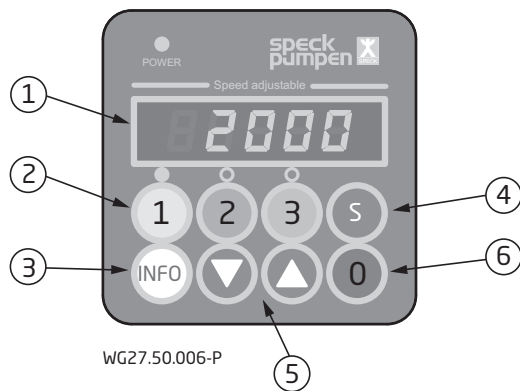 speck
pumpen
SPECK
POWER
Speed adjustable
1
2000
2
1
2
3
S
4
3
INFO
0
6
5
WG27.50.006-P